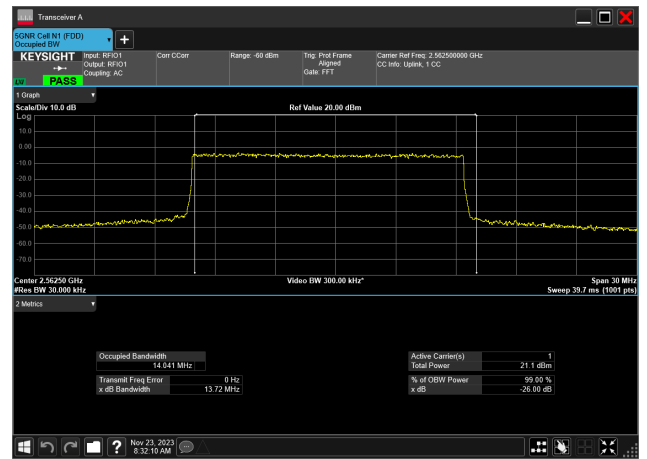 Transceiver A
5GNR Cell N1 (FDD)
Occupied BW
KEYSIGHT
LW
PASS
Input: RFIO1
Output: RFIO1
Coupling: AC
Corr CCorr
Range: -60 dBm
Trig: Prot Frame
Aligned
Gate: FFT
Carrier Ref Freq: 2.562500000 GHz
CC Info: Uplink, 1 CC
1 Graph
Scale/Div 10.0 dB
Ref Value 20.00 dBm
Log
10.0
0.00
-10.0
-20.0
-30.0
-40.0
-50.0
-60.0
-70.0
Center 2.56250 GHz
Video BW 300.00 kHz*
Span 30 MHz
#Res BW 30.000 kHz
Sweep 39.7 ms (1001 pts)
2 Metrics
Occupied Bandwidth
14.041 MHz
Transmit Freq Error 0 Hz
x dB Bandwidth 13.72 MHz
Active Carrier(s) 1
Total Power 21.1 dBm
% of OBW Power 99.00 %
x dB -26.00 dB
?
Nov 23, 2023
8:32:10 AM